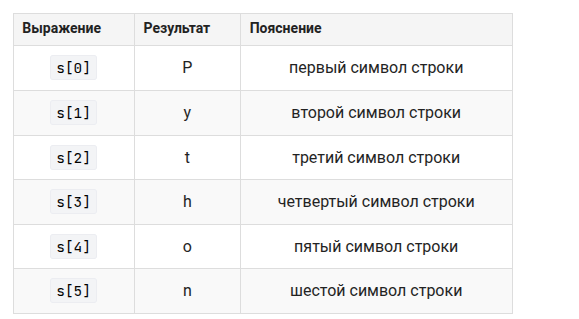 Выражение Результат Пояснение
s[0] P первый символ строки
s[1] y второй символ строки
s[2] t третий символ строки
s[3] h четвертый символ строки
s[4] o пятый символ строки
s[5] n шестой символ строки